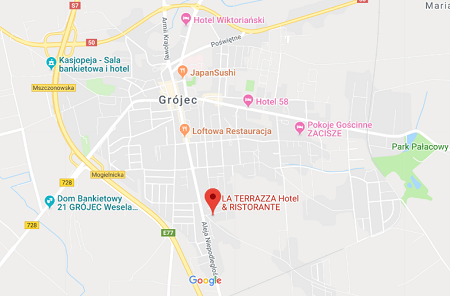 S7
Maria
Hotel Wiktoriański
50
Armii Krajowej
Poświętne
Kasjopeja - Sala
bankietowa i hotel
JapanSushi
Mszczonowska
Grójec
Hotel 58
Pokoje Gościnne
ZACISZE
Loftowa Restauracja
Park Pałacowy
Mogielnicka
728
Dom Bankietowy
21 GRÓJEC Wesela...
LA TERRAZZA Hotel
& RISTORANTE
728
E77
Aleja Niepodległości
Google